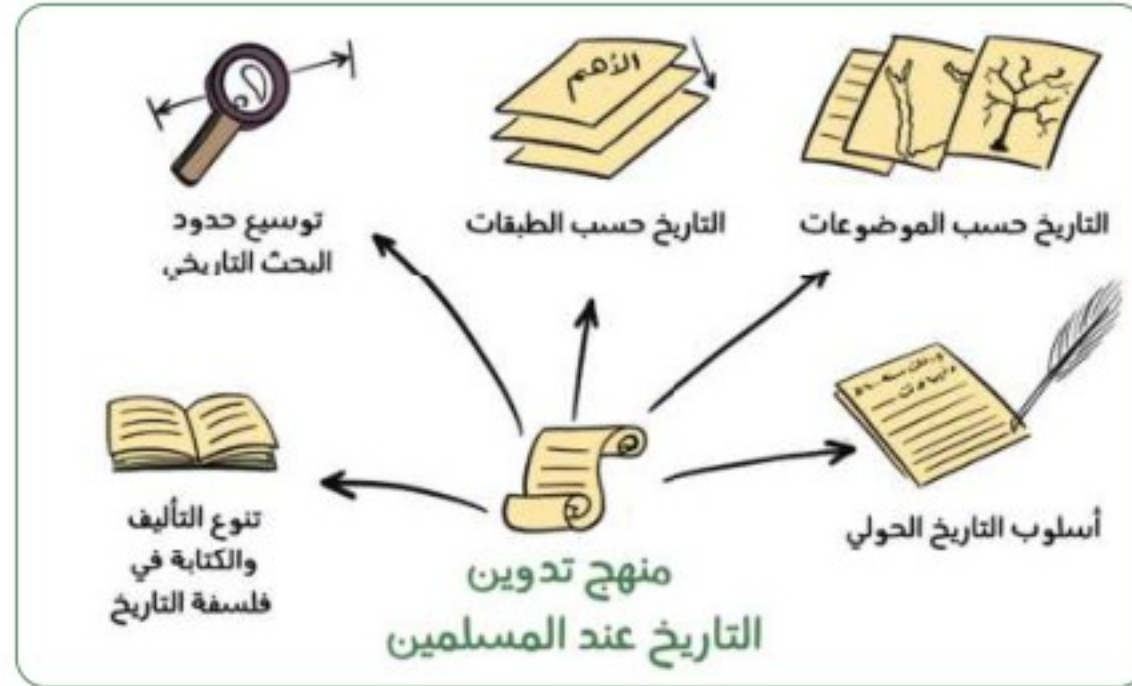 الأهم
التاريخ حسب الموضوعات
التاريخ حسب الطبقات
توسيع حدود
البحث التاريخي
أسلوب التاريخ الحولي
تنوع التأليف
والكتابة في
فلسفة التاريخ
منهج تدوين
التاريخ عند المسلمين